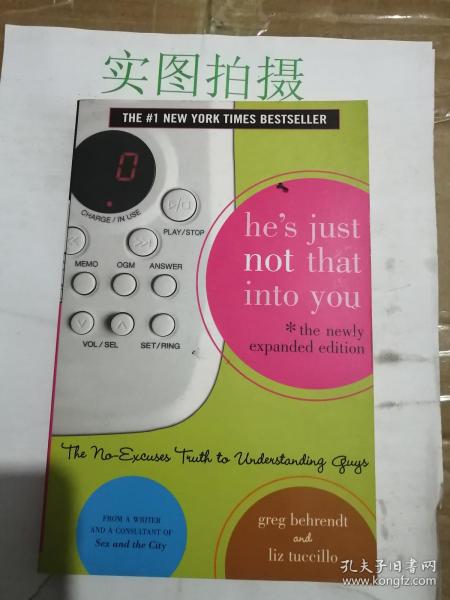 实图拍摄
THE #1 NEW YORK TIMES BESTSELLER
0
CHARGE / IN USE
PLAY/STOP
MEMO OGM ANSWER
VOL / SEL SET/RING
he's just
not that
into you
*the newly
expanded edition
The No-Excuses Truth to Understanding Guys
FROM A WRITER
AND A CONSULTANT OF
Sex and the City
greg behrendt
and
liz tuccillo
孔夫子旧书网
www.kongfz.com